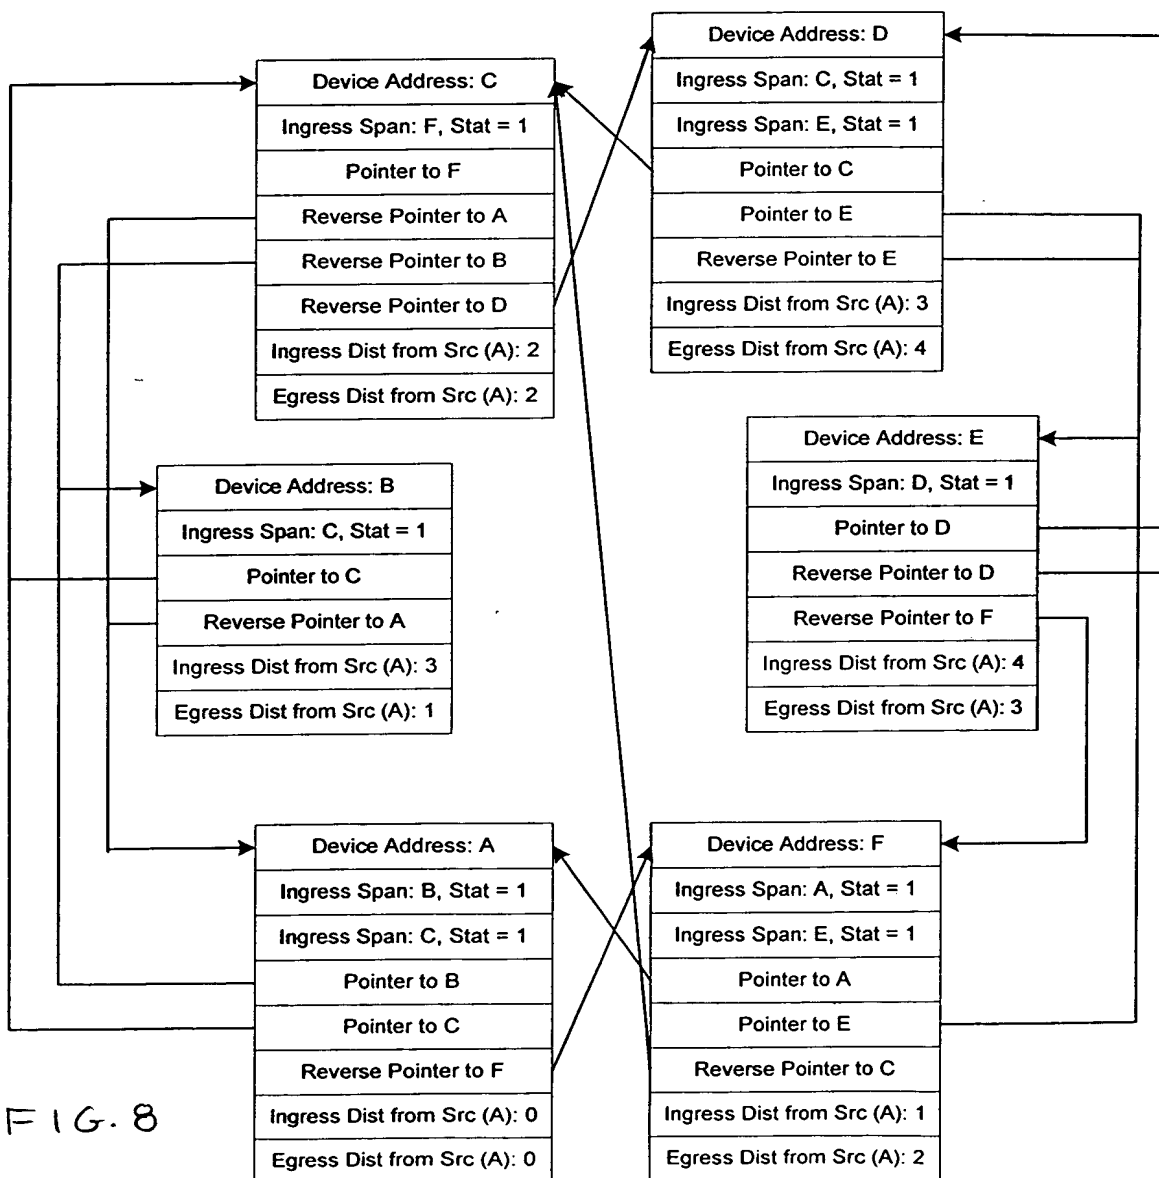 Device Address: D
Ingress Span: C, Stat = 1
Ingress Span: E, Stat = 1
Pointer to C
Pointer to E
Reverse Pointer to E
Ingress Dist from Src (A): 3
Egress Dist from Src (A): 4
Device Address: C
Ingress Span: F, Stat = 1
Pointer to F
Reverse Pointer to A
Reverse Pointer to B
Reverse Pointer to D
Ingress Dist from Src (A): 2
Egress Dist from Src (A): 2
Device Address: E
Ingress Span: D, Stat = 1
Pointer to D
Reverse Pointer to D
Reverse Pointer to F
Ingress Dist from Src (A): 4
Egress Dist from Src (A): 3
Device Address: B
Ingress Span: C, Stat = 1
Pointer to C
Reverse Pointer to A
Ingress Dist from Src (A): 3
Egress Dist from Src (A): 1
Device Address: A
Ingress Span: B, Stat = 1
Ingress Span: C, Stat = 1
Pointer to B
Pointer to C
Reverse Pointer to F
Ingress Dist from Src (A): 0
Egress Dist from Src (A): 0
Device Address: F
Ingress Span: A, Stat = 1
Ingress Span: E, Stat = 1
Pointer to A
Pointer to E
Reverse Pointer to C
Ingress Dist from Src (A): 1
Egress Dist from Src (A): 2
FIG. 8